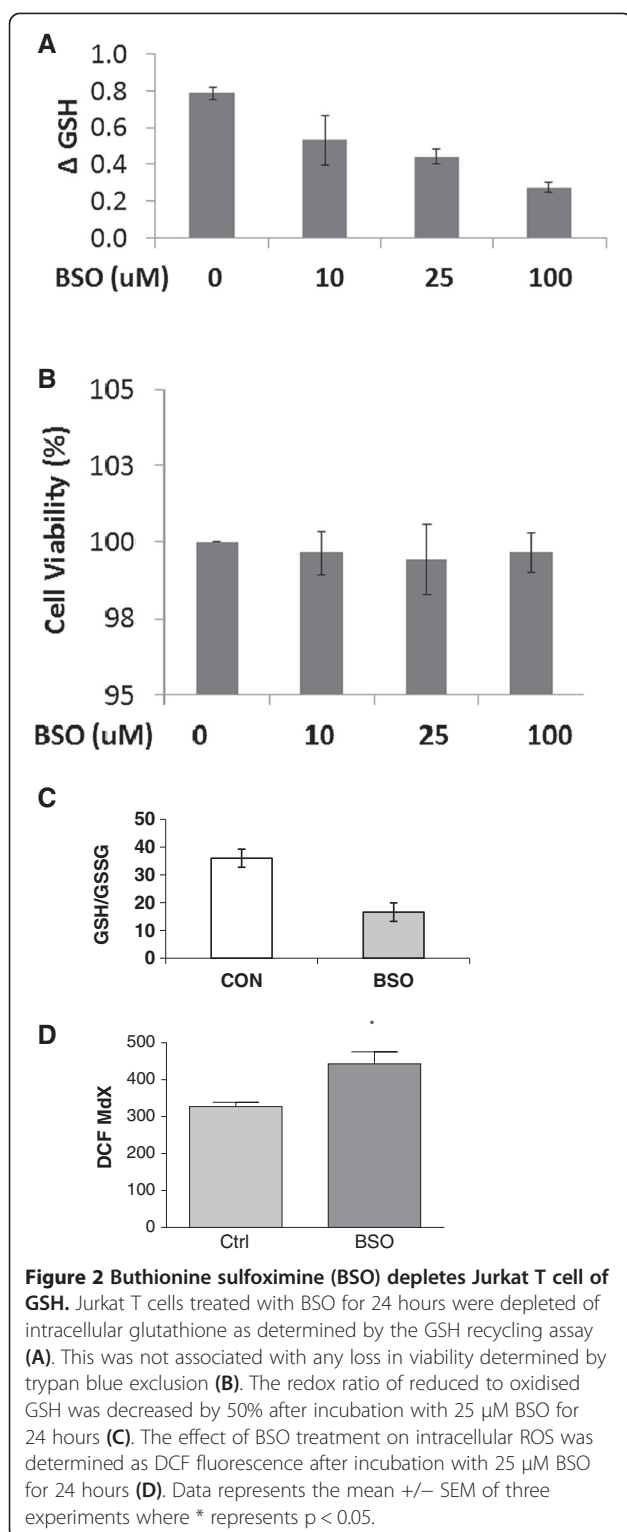 A
1.0
0.8
0.6
0.4
0.2
0.0
Δ GSH
BSO (uM) 0 10 25 100
B
105
103
100
98
95
Cell Viability (%)
BSO (uM) 0 10 25 100
C
50
40
30
20
10
0
GSH/GSSG
CON BSO
D
*
500
400
300
200
100
0
DCF MdX
Ctrl BSO
Figure 2 Buthionine sulfoximine (BSO) depletes Jurkat T cell of
GSH. Jurkat T cells treated with BSO for 24 hours were depleted of
intracellular glutathione as determined by the GSH recycling assay
(A). This was not associated with any loss in viability determined by
trypan blue exclusion (B). The redox ratio of reduced to oxidised
GSH was decreased by 50% after incubation with 25 μM BSO for
24 hours (C). The effect of BSO treatment on intracellular ROS was
determined as DCF fluorescence after incubation with 25 μM BSO
for 24 hours (D). Data represents the mean +/− SEM of three
experiments where * represents p < 0.05.